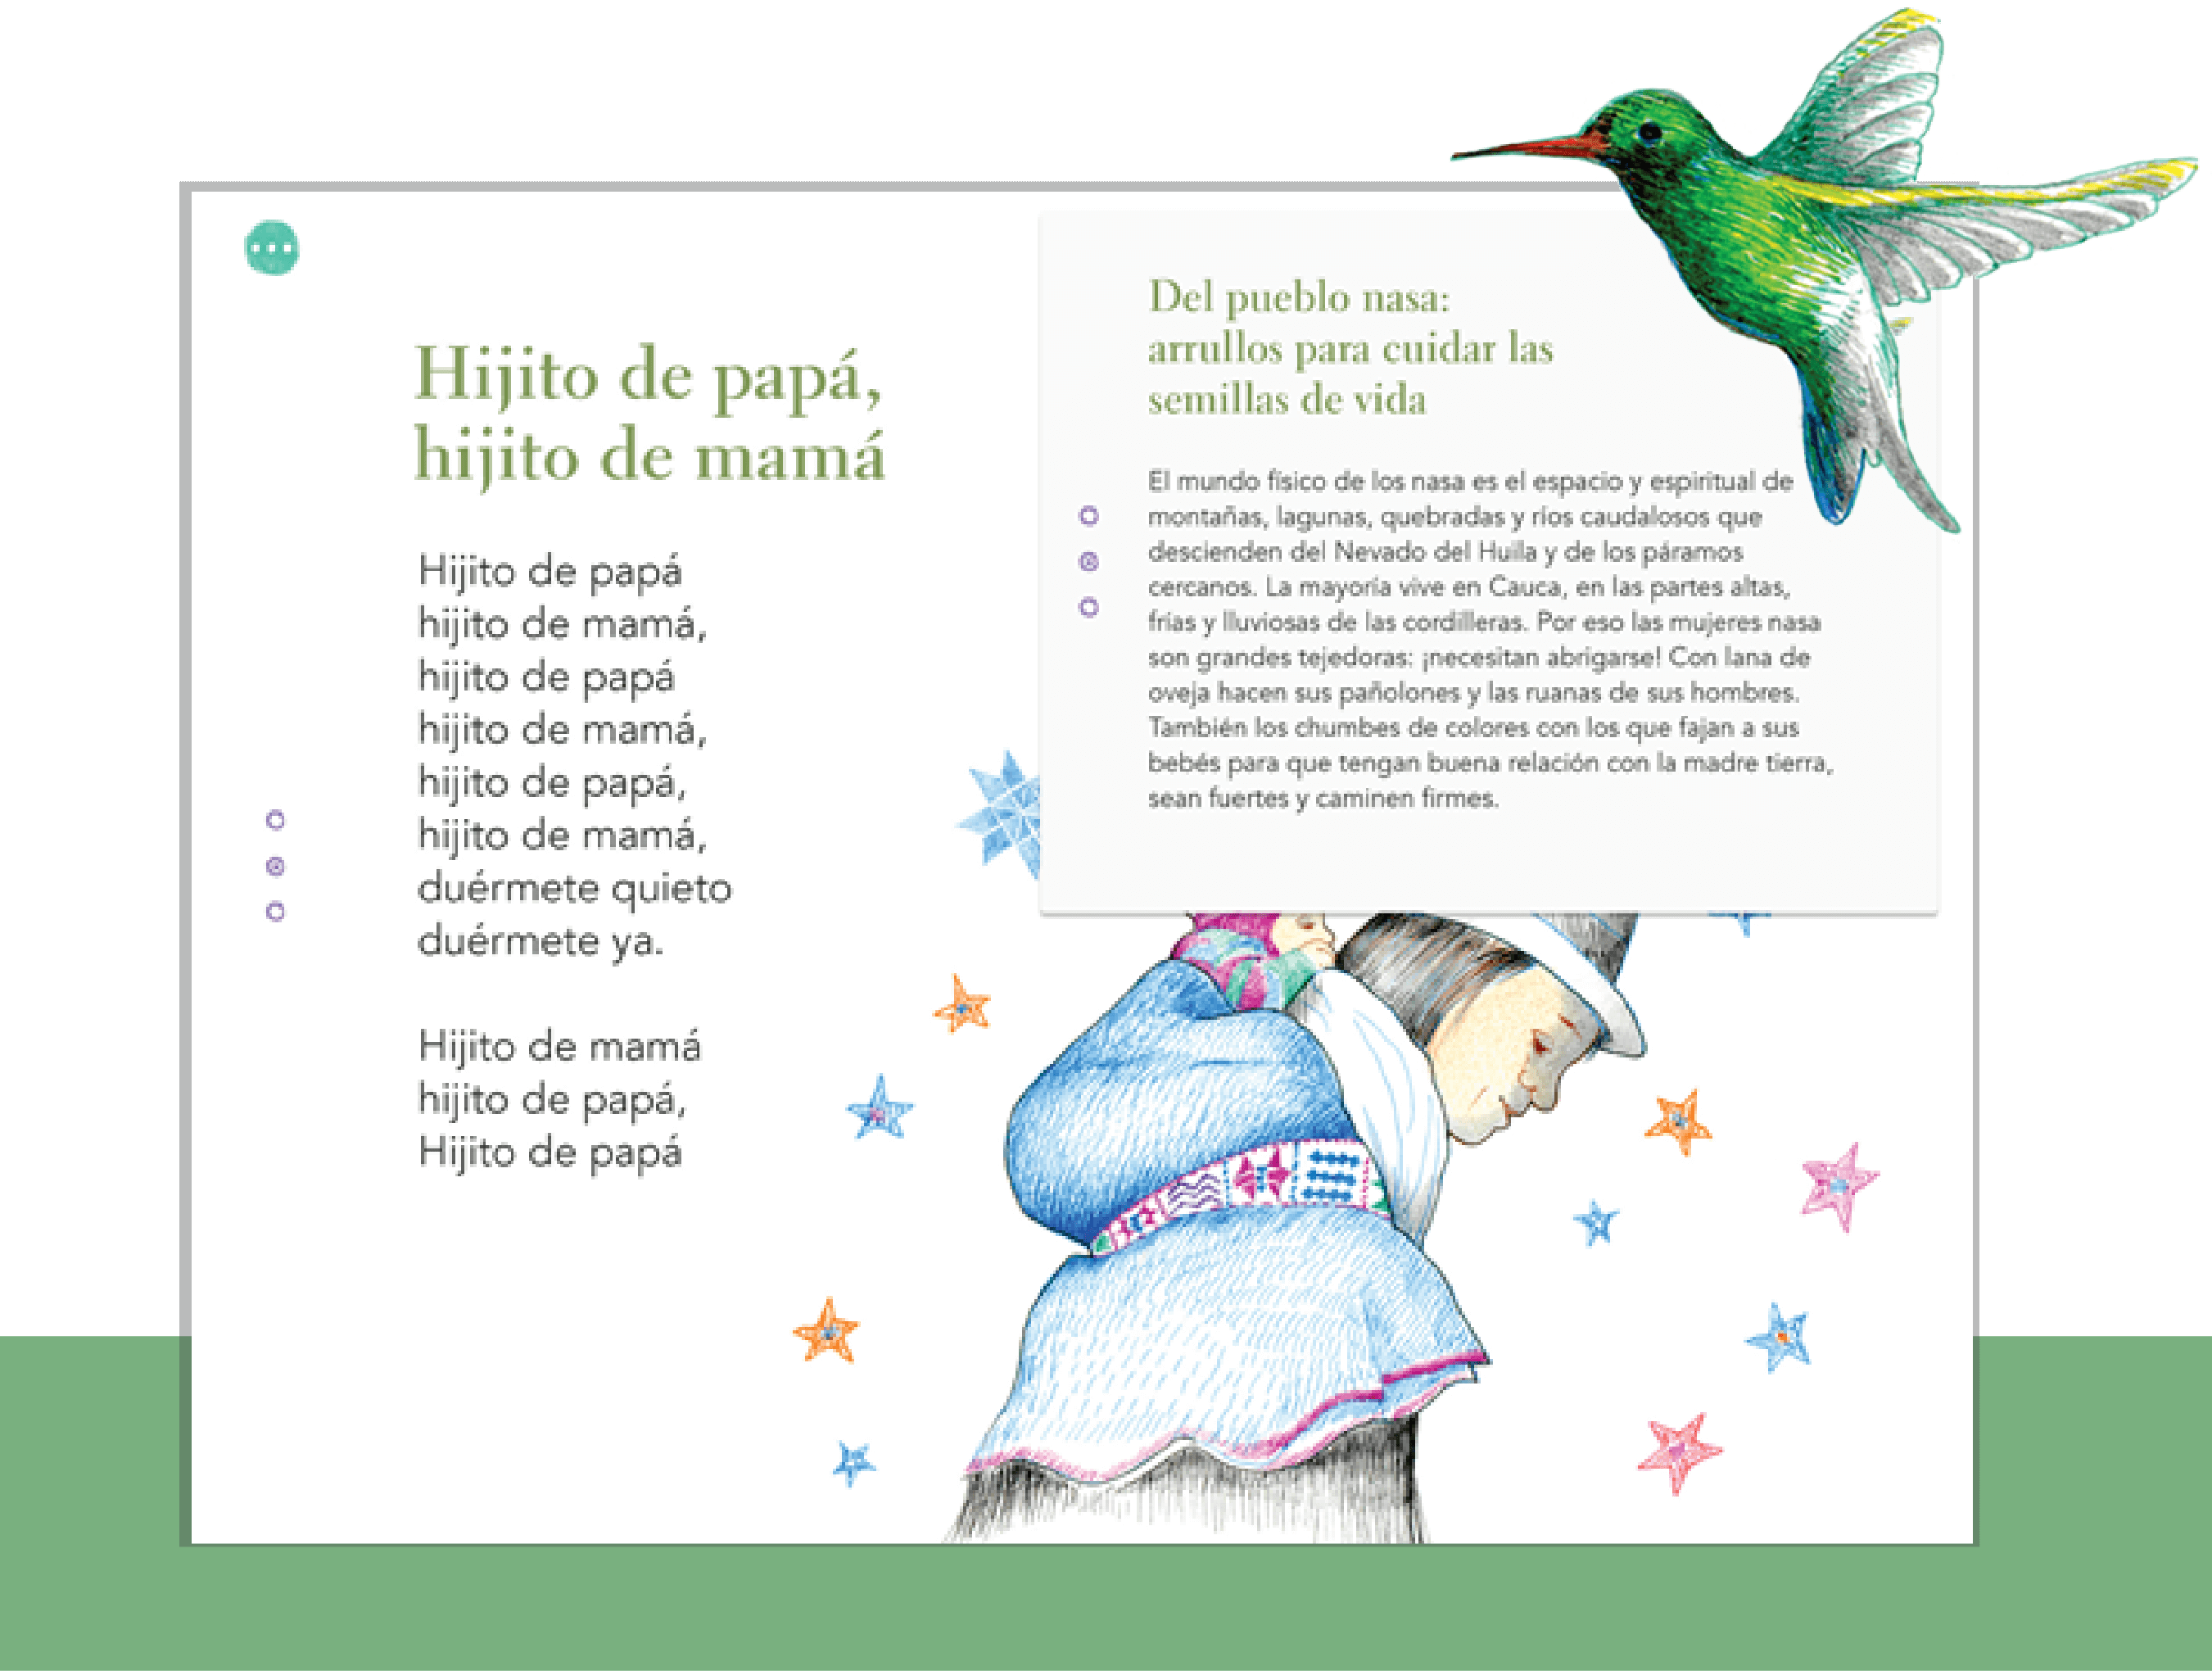 Hijito de papá,
hijito de mamá
Hijito de papá
hijito de mamá,
hijito de papá
hijito de mamá,
hijito de papá,
hijito de mamá,
duérmete quieto
duérmete ya.
Hijito de mamá
hijito de papá,
Hijito de papá
Del pueblo nasa:
arrullos para cuidar las
semillas de vida
El mundo físico de los nasa es el espacio y espiritual de
montañas, lagunas, quebradas y ríos caudalosos que
descienden del Nevado del Huila y de los páramos
cercanos. La mayoría vive en Cauca, en las partes altas,
frías y lluviosas de las cordilleras. Por eso las mujeres nasa
son grandes tejedoras: ¡necesitan abrigarse! Con lana de
oveja hacen sus pañolones y las ruanas de sus hombres.
También los chumbes de colores con los que fajan a sus
bebés para que tengan buena relación con la madre tierra,
sean fuertes y caminen firmes.